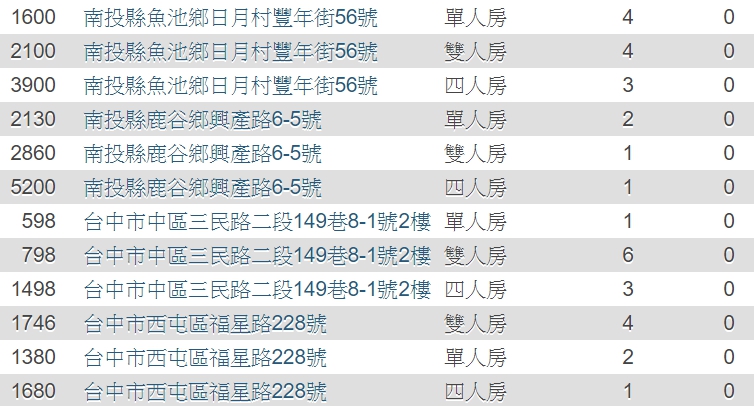 1600 南投縣魚池鄉日月村豐年街56號 單人房 4 0
2100 南投縣魚池鄉日月村豐年街56號 雙人房 4 0
3900 南投縣魚池鄉日月村豐年街56號 四人房 3 0
2130 南投縣鹿谷鄉興產路6-5號 單人房 2 0
2860 南投縣鹿谷鄉興產路6-5號 雙人房 1 0
5200 南投縣鹿谷鄉興產路6-5號 四人房 1 0
598 台中市中區三民路二段149巷8-1號2樓 單人房 1 0
798 台中市中區三民路二段149巷8-1號2樓 雙人房 6 0
1498 台中市中區三民路二段149巷8-1號2樓 四人房 3 0
1746 台中市西屯區福星路228號 雙人房 4 0
1380 台中市西屯區福星路228號 單人房 2 0
1680 台中市西屯區福星路228號 四人房 1 0